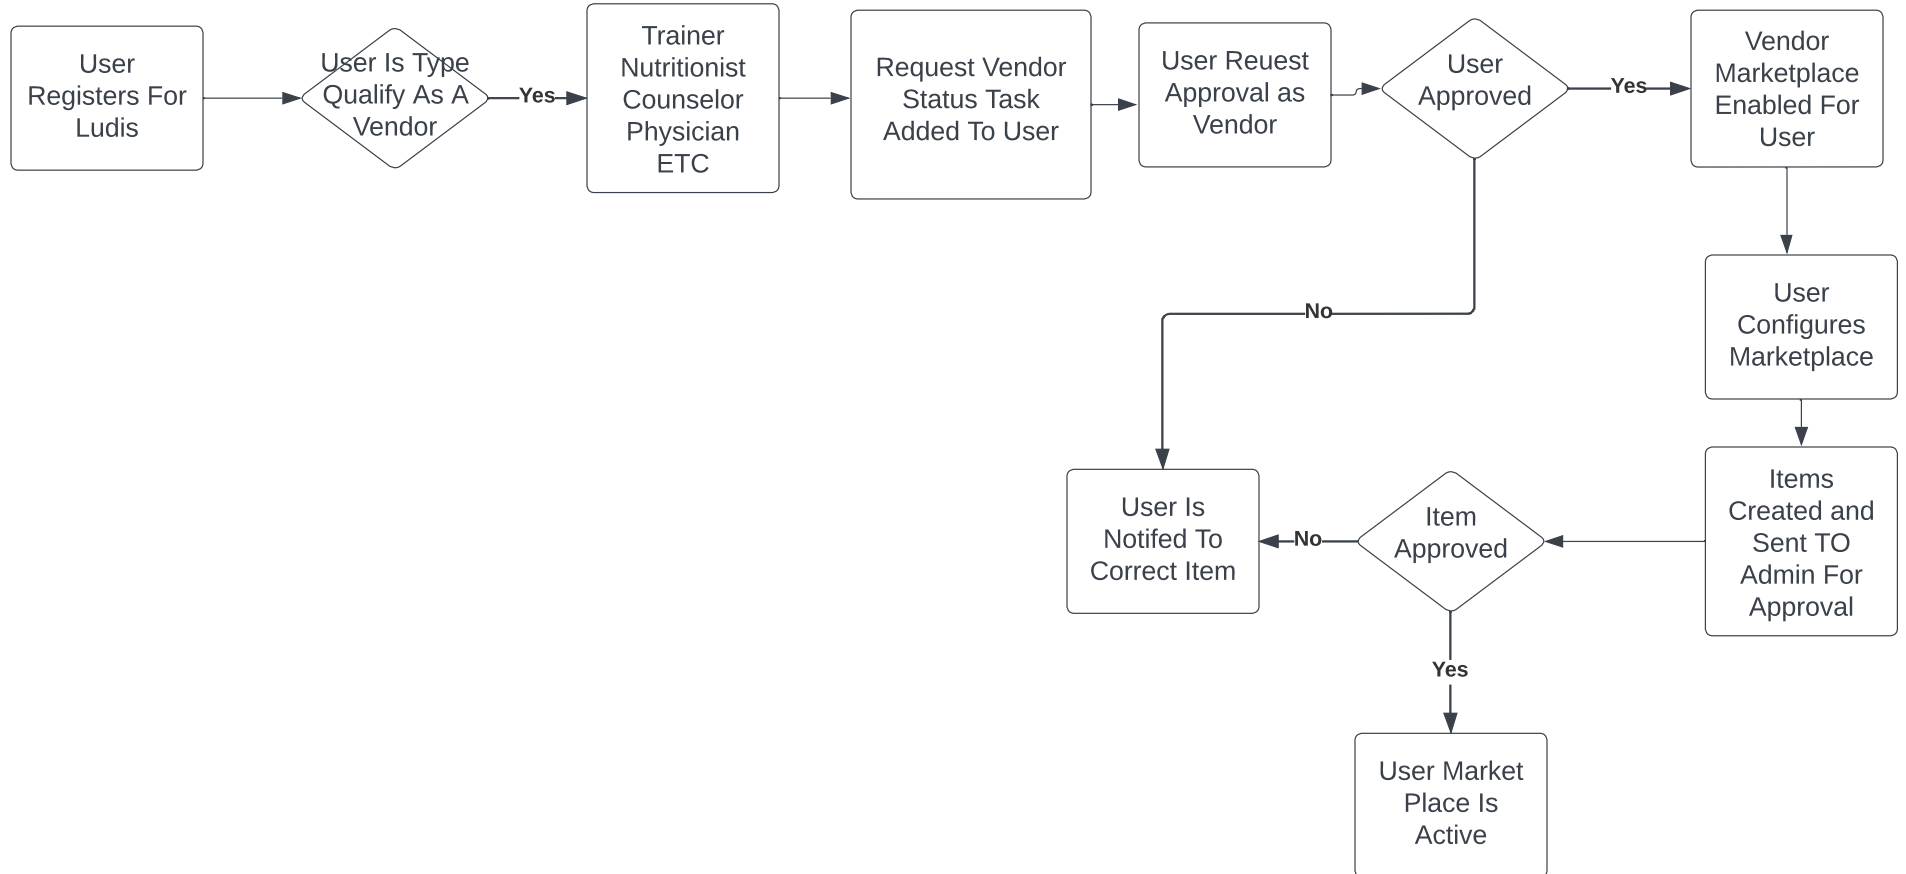 User
Registers For
Ludis
User Is Type
Qualify As A
Vendor
Yes
Trainer
Nutritionist
Counselor
Physician
ETC
Request Vendor
Status Task
Added To User
User Reuest
Approval as
Vendor
User
Approved
Yes
Vendor
Marketplace
Enabled For
User
No
User
Configures
Marketplace
Items
Created and
Sent TO
Admin For
Approval
Item
Approved
No
User Is
Notifed To
Correct Item
Yes
User Market
Place Is
Active